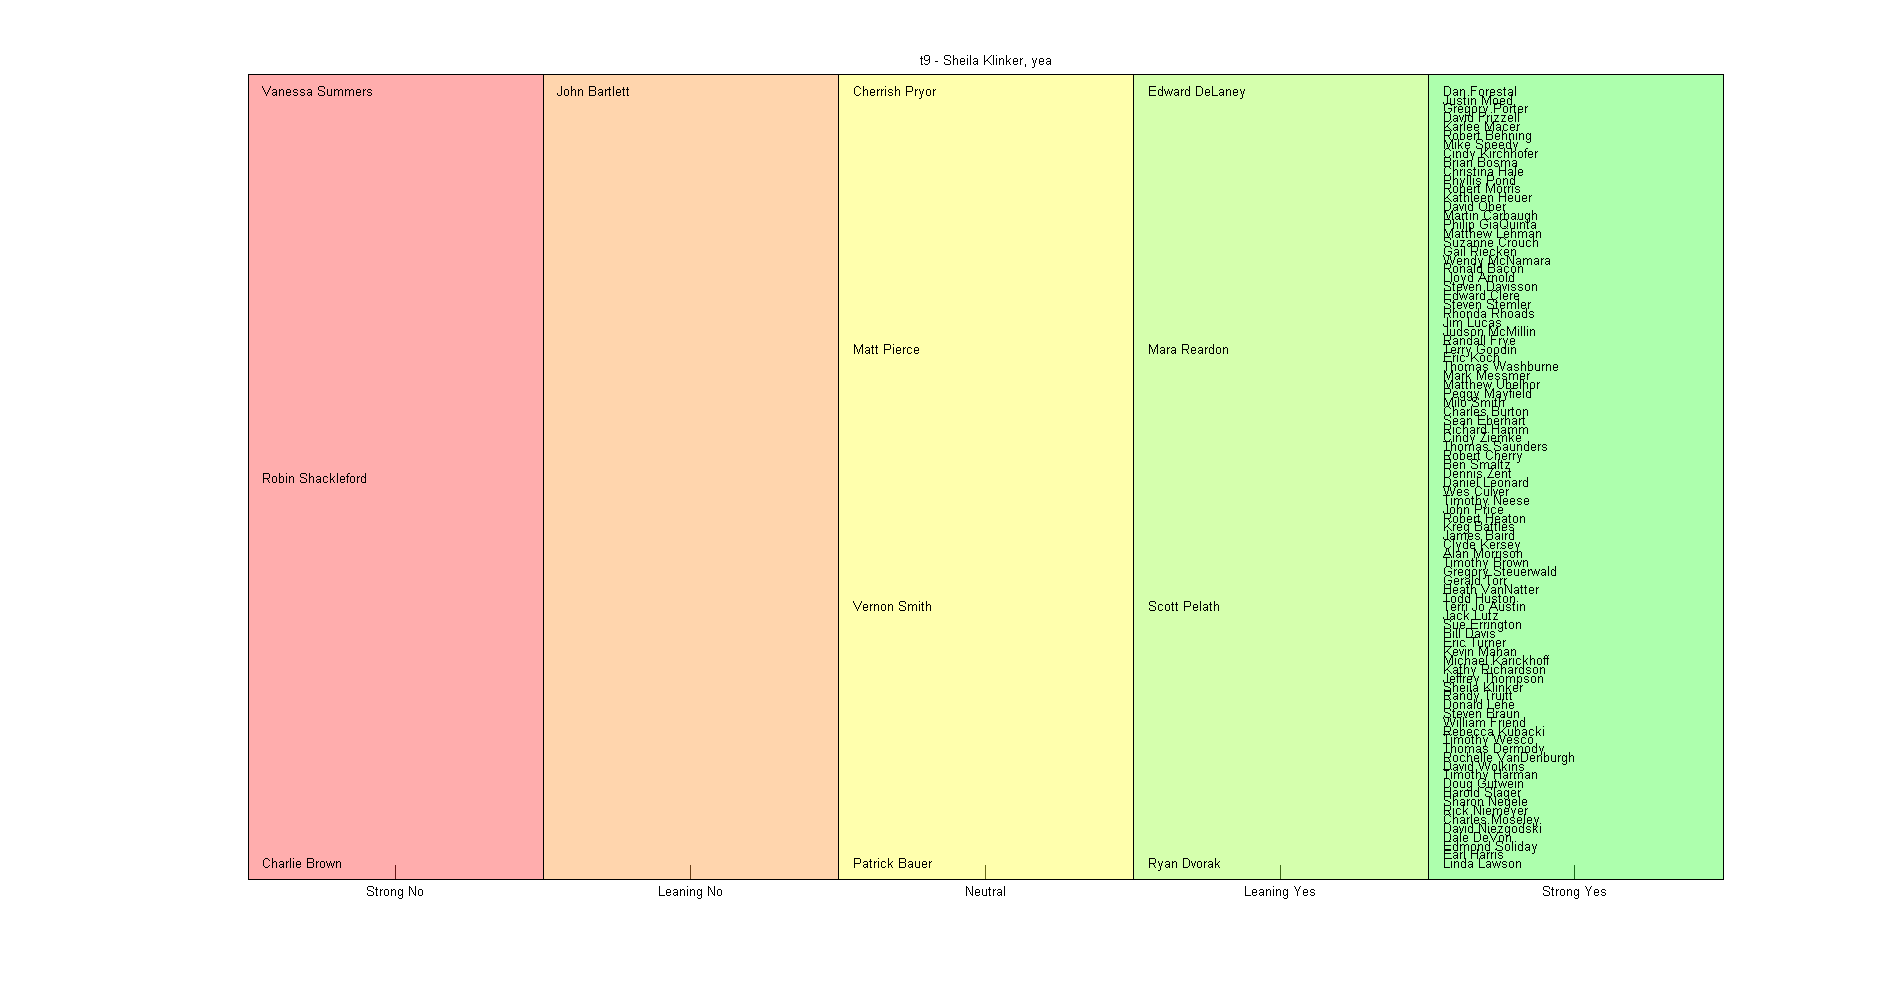 t9 - Sheila Klinker, yea
Vanessa Summers
Robin Shackleford
Charlie Brown
John Bartlett
Cherrish Pryor
Matt Pierce
Vernon Smith
Patrick Bauer
Edward DeLaney
Mara Reardon
Scott Pelath
Ryan Dvorak
Dan Forestal
Justin Moed
Gregory Porter
David Frizzell
Karlee Macer
Robert Behning
Mike Speedy
Cindy Kirchhofer
Brian Bosma
Christina Hale
Phyllis Pond
Robert Morris
Kathleen Heuer
David Ober
Martin Carbaugh
Philip GiaQuinta
Matthew Lehman
Suzanne Crouch
Gail Riecken
Wendy McNamara
Ronald Bacon
Lloyd Arnold
Steven Davisson
Edward Clere
Steven Stemler
Rhonda Rhoads
Jim Lucas
Judson McMillin
Randall Frye
Terry Goodin
Eric Koch
Thomas Washburne
Mark Messmer
Matthew Ubelhor
Peggy Mayfield
Milo Smith
Charles Burton
Sean Eberhart
Richard Hamm
Cindy Ziemke
Thomas Saunders
Robert Cherry
Ben Smaltz
Dennis Zent
Daniel Leonard
Wes Culver
Timothy Neese
John Price
Robert Heaton
Kreg Battles
James Baird
Clyde Kersey
Alan Morrison
Timothy Brown
Gregory Steuerwald
Gerald Torr
Heath VanNatter
Todd Huston
Terri Jo Austin
Jack Lutz
Sue Errington
Bill Davis
Eric Turner
Kevin Mahan
Michael Karickhoff
Kathy Richardson
Jeffrey Thompson
Sheila Klinker
Randy Truitt
Donald Lehe
Steven Braun
William Friend
Rebecca Kubacki
Timothy Wesco
Thomas Dermody
Rochelle VanDenburgh
David Wolkins
Timothy Harman
Doug Gutwein
Harold Slager
Sharon Negele
Rick Niemeyer
Charles Moseley
David Niezgodski
Dale DeVon
Edmond Soliday
Earl Harris
Linda Lawson
Strong No
Leaning No
Neutral
Leaning Yes
Strong Yes